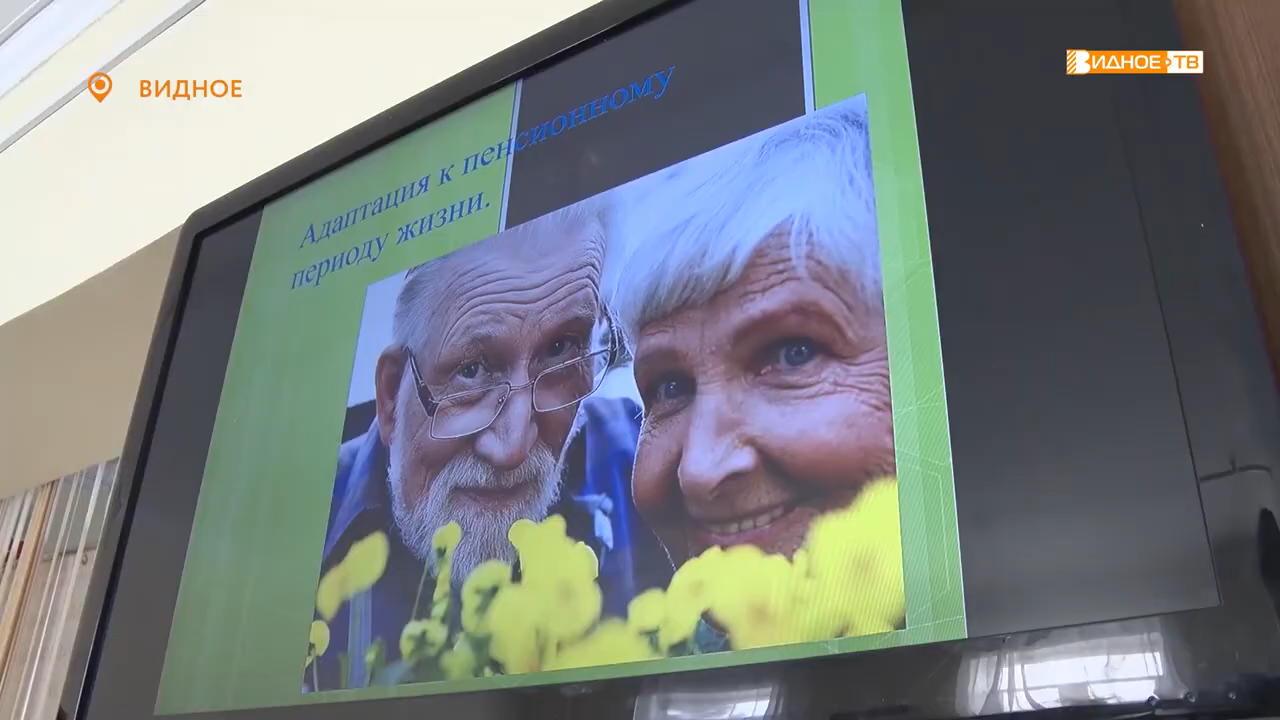 ВИДНОЕ
ВИДНОЕ ТВ
Адаптация к пенсионному
периоду жизни.